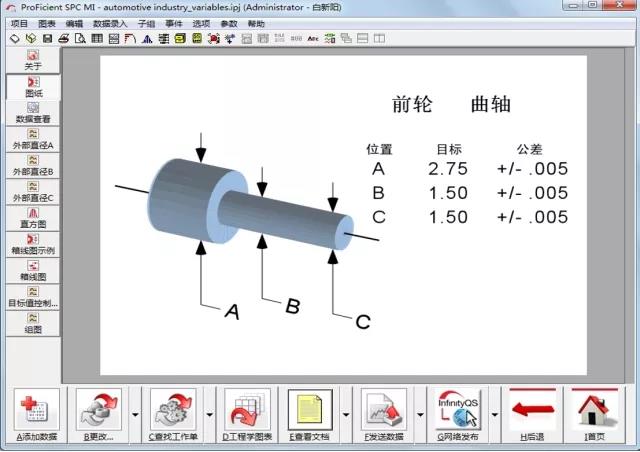 ProFicient SPC MI - automotive industry_variables.ipj (Administrator - 白新阳)
项目 图表 编辑 数据录入 子组 事件 选项 参数 帮助
关于
图纸
数据查看
外部直径A
外部直径B
外部直径C
直方图
箱线图示例
箱线图
目标值控制...
组图
前轮 曲轴
位置 目标 公差
A 2.75 +/- .005
B 1.50 +/- .005
C 1.50 +/- .005
A
B
C
A添加数据
B更改...
C查找工作单
D工程学图表
E查看文档
F发送数据
InfinityQS
G网络发布
H后退
I首页